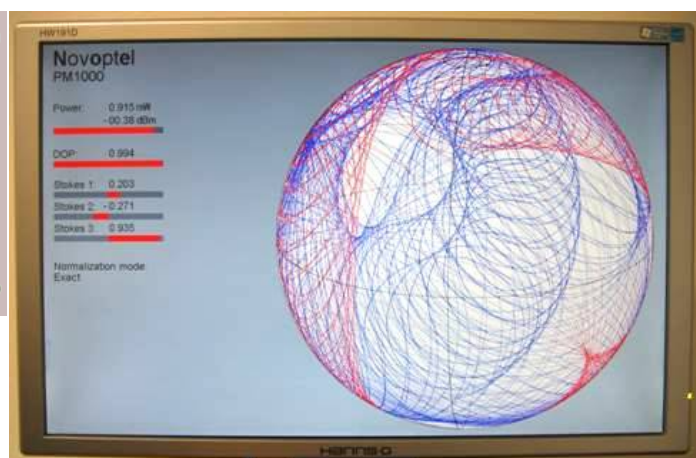 HW191D
Novoptel
PM1000
Power: 0.915 mW
-00.38 dBm
DOP: 0.994
Stokes 1: 0.203
Stokes 2: -0.271
Stokes 3: 0.935
Normalization mode
Exact
HANNS-G